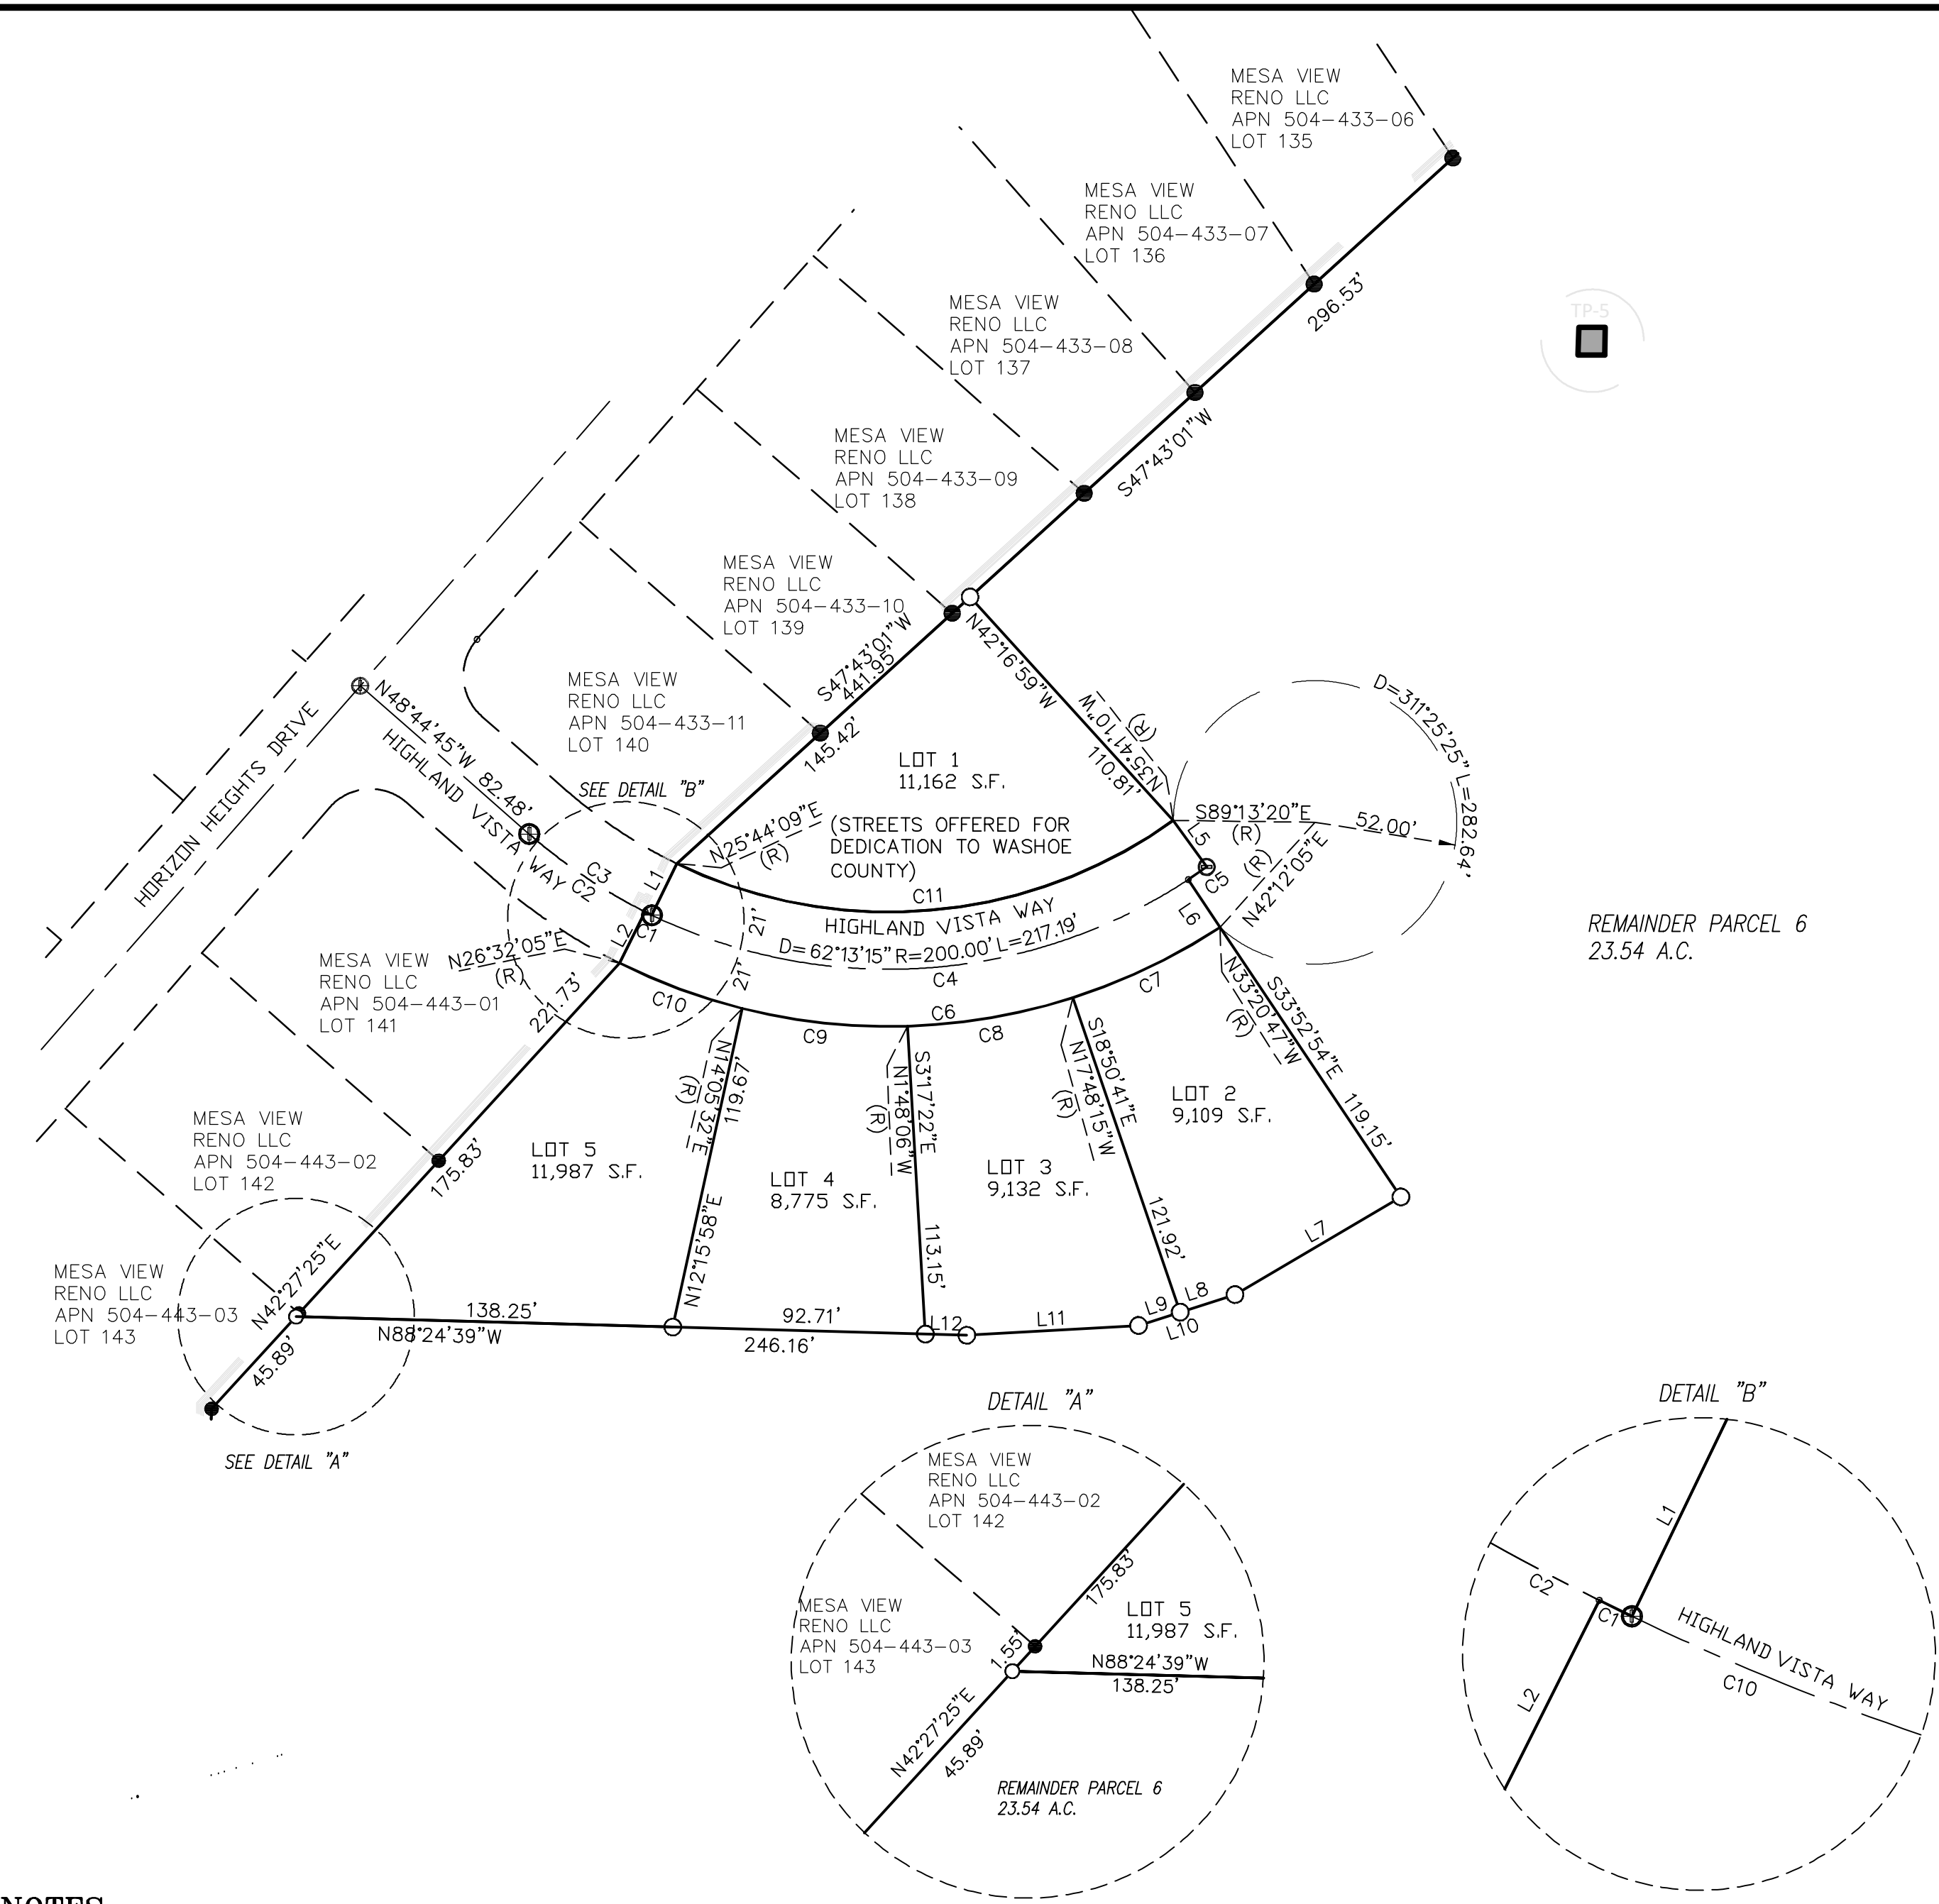 MESA VIEW
RENO LLC
APN 504-433-06
LOT 135
MESA VIEW
RENO LLC
APN 504-433-07
LOT 136
296.53'
TP-5
MESA VIEW
RENO LLC
APN 504-433-08
LOT 137
S47°43'01"W
MESA VIEW
RENO LLC
APN 504-433-09
LOT 138
MESA VIEW
RENO LLC
APN 504-433-10
LOT 139
S47°43'01"W
441.95'
145.42'
N42°16'59"W
110.81'
N35°41'10"W
(R)
MESA VIEW
RENO LLC
APN 504-433-11
LOT 140
D=311°25'25" L=282.64'
N48°44'45"W 82.48'
HIGHLAND VISTA WAY
HORIZON HEIGHTS DRIVE
SEE DETAIL "B"
LOT 1
11,162 S.F.
(STREETS OFFERED FOR
DEDICATION TO WASHOE
COUNTY)
N25°44'09"E
(R)
S89°13'20"E
(R)
52.00'
(R)
N42°12'05"E
L5
C5
L6
C3
C2
L1
C1
L2
C11
HIGHLAND VISTA WAY
D=62°13'15" R=200.00' L=217.19'
C4
21'
21'
N26°32'05"E
(R)
REMAINDER PARCEL 6
23.54 A.C.
MESA VIEW
RENO LLC
APN 504-443-01
LOT 141
221.73'
C10
C9
C6
C8
C7
N33°20'47"W
(R)
S33°52'54"E
119.15'
N14°05'32"E
(R)
119.67'
N12°15'58"E
N1°48'06"W
(R)
S3°17'22"E
113.15'
N17°48'15"W
(R)
S18°50'41"E
121.92'
LOT 2
9,109 S.F.
LOT 3
9,132 S.F.
LOT 4
8,775 S.F.
LOT 5
11,987 S.F.
MESA VIEW
RENO LLC
APN 504-443-02
LOT 142
175.83'
N42°27'25"E
MESA VIEW
RENO LLC
APN 504-443-03
LOT 143
45.89'
138.25'
N88°24'39"W
92.71'
246.16'
L12
L11
L9
L10
L8
L7
SEE DETAIL "A"
DETAIL "A"
MESA VIEW
RENO LLC
APN 504-443-02
LOT 142
175.83'
MESA VIEW
RENO LLC
APN 504-443-03
LOT 143
1.55'
LOT 5
11,987 S.F.
N88°24'39"W
138.25'
N42°27'25"E
45.89'
REMAINDER PARCEL 6
23.54 A.C.
DETAIL "B"
L1
C2
C1
HIGHLAND VISTA WAY
C10
L2
NOTES